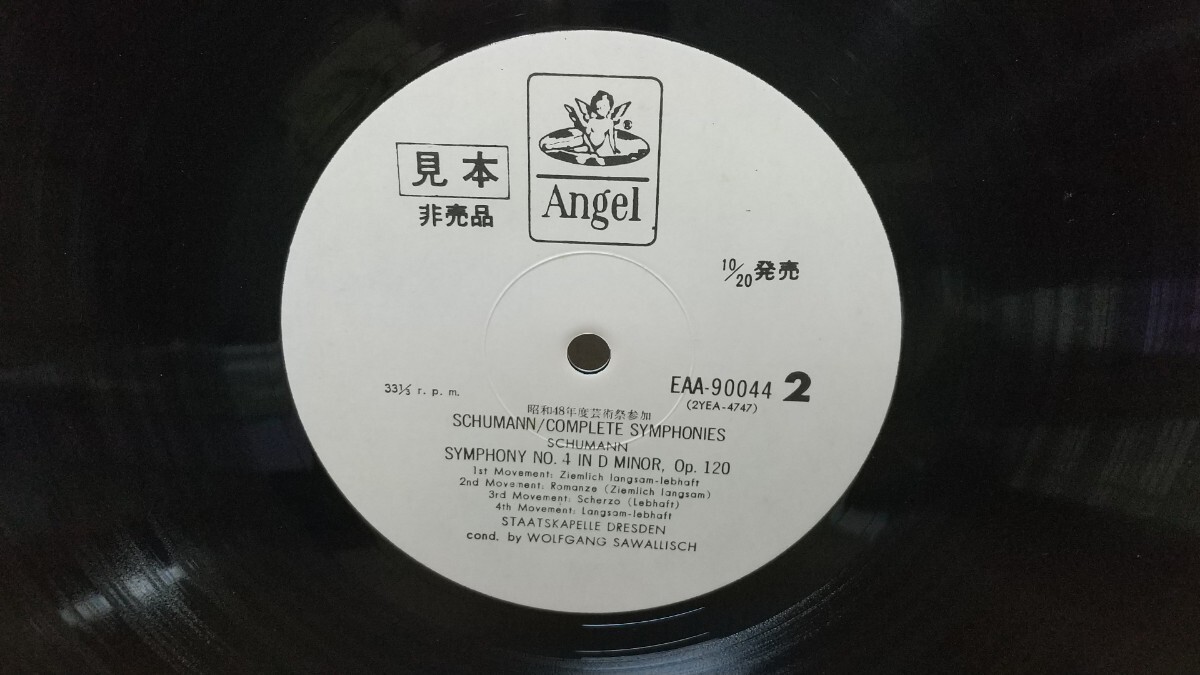 見本
非売品
®
Angel
10/20発売
33⅓ r. p. m.
EAA-90044 2
(2YEA-4747)
昭和48年度芸術祭参加
SCHUMANN/COMPLETE SYMPHONIES
SCHUMANN
SYMPHONY NO. 4 IN D MINOR, Op. 120
1st Movement: Ziemlich langsam-lebhaft
2nd Movement: Romanze (Ziemlich langsam)
3rd Movement: Scherzo (Lebhaft)
4th Movement: Langsam-lebhaft
STAATSKAPELLE DRESDEN
cond. by WOLFGANG SAWALLISCH